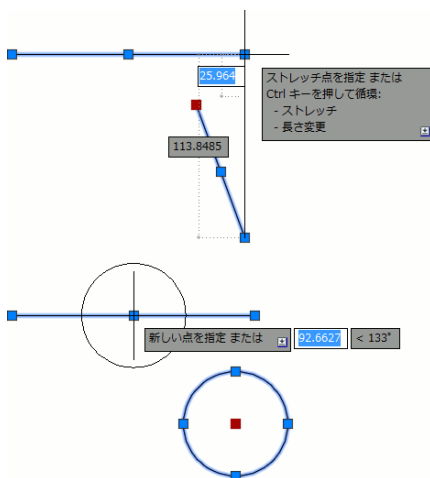 25.964
ストレッチ点を指定 または
Ctrl キーを押して循環:
- ストレッチ
- 長さ変更
113.8485
新しい点を指定 または
92.6627
< 133°